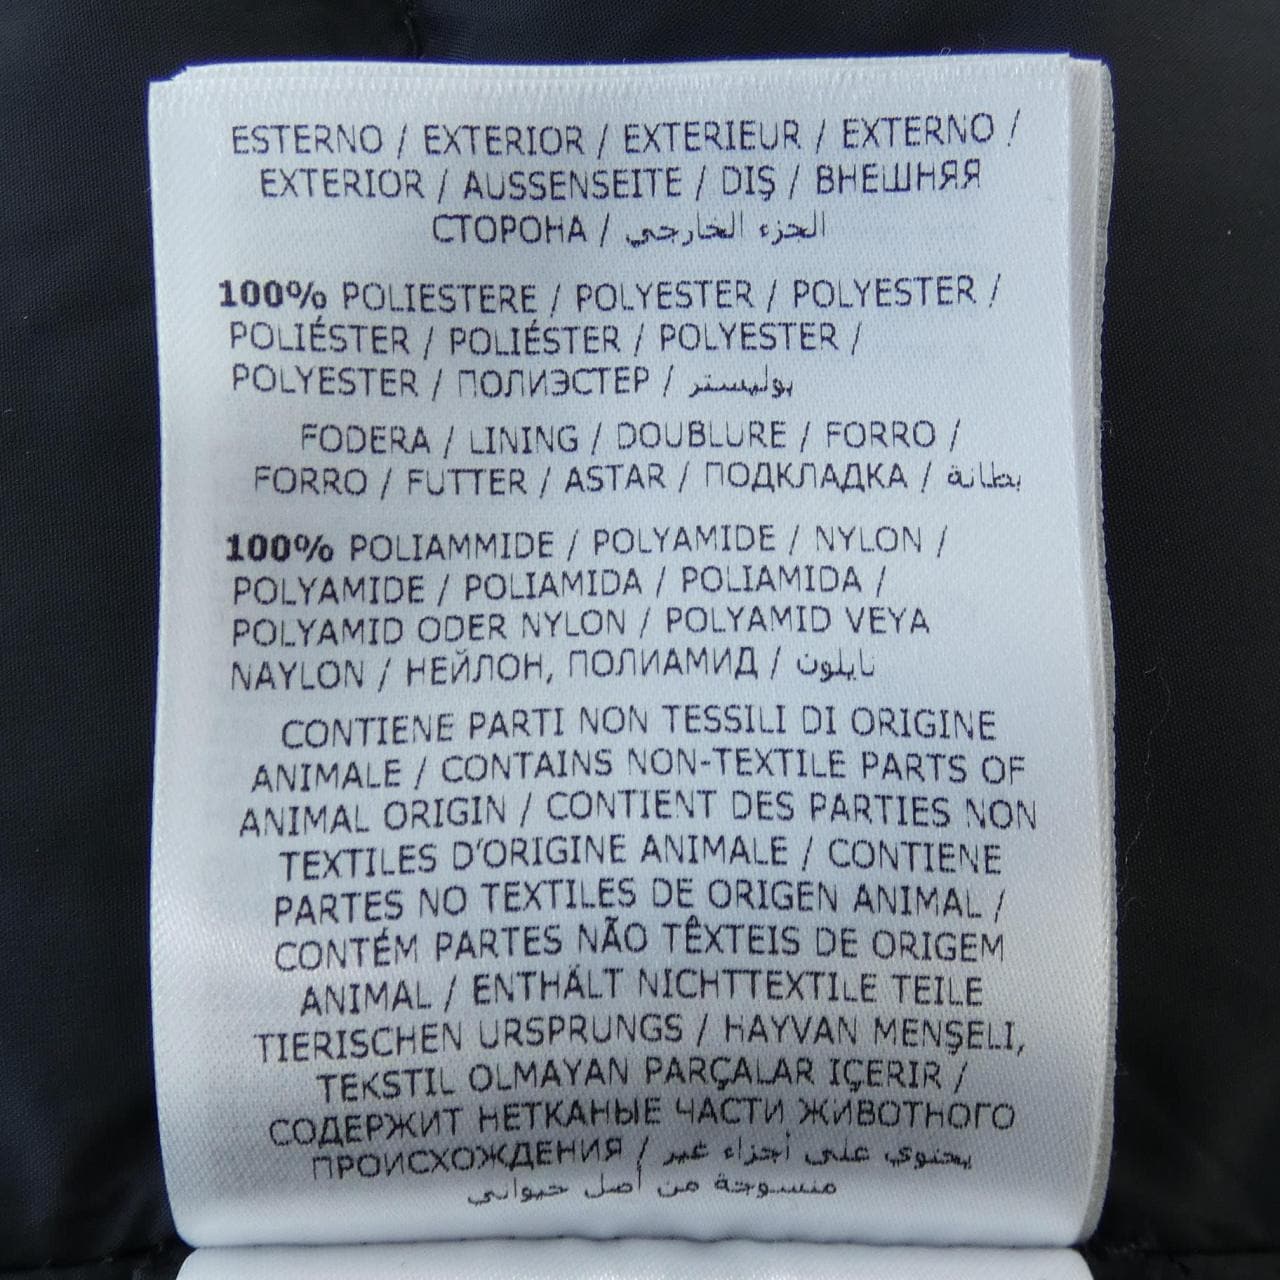 ESTERNO / EXTERIOR / EXTERIEUR / EXTERNO /
EXTERIOR / AUSSENSEITE / DIŞ / ВНЕШНЯЯ
СТОРОНА / الجزء الخارجي
100% POLIESTERE / POLYESTER / POLYESTER /
POLIÉSTER / POLIÉSTER / POLYESTER /
POLYESTER / ПОЛИЭСТЕР / بوليستر
FODERA / LINING / DOUBLURE / FORRO /
FORRO / FUTTER / ASTAR / ПОДКЛАДКА / بطانة
100% POLIAMMIDE / POLYAMIDE / NYLON /
POLYAMIDE / POLIAMIDA / POLIAMIDA /
POLYAMID ODER NYLON / POLYAMID VEYA
NAYLON / НЕЙЛОН, ПОЛИАМИД / نايلون
CONTIENE PARTI NON TESSILI DI ORIGINE
ANIMALE / CONTAINS NON-TEXTILE PARTS OF
ANIMAL ORIGIN / CONTIENT DES PARTIES NON
TEXTILES D'ORIGINE ANIMALE / CONTIENE
PARTES NO TEXTILES DE ORIGEN ANIMAL /
CONTÉM PARTES NÃO TÊXTEIS DE ORIGEM
ANIMAL / ENTHÄLT NICHTTEXTILE TEILE
TIERISCHEN URSPRUNGS / HAYVAN MENŞELI,
TEKSTIL OLMAYAN PARÇALAR IÇERIR /
СОДЕРЖИТ НЕТКАНЫЕ ЧАСТИ ЖИВОТНОГО
ПРОИСХОЖДЕНИЯ / يحتوي على أجزاء غير
منسوجة من أصل حيواني